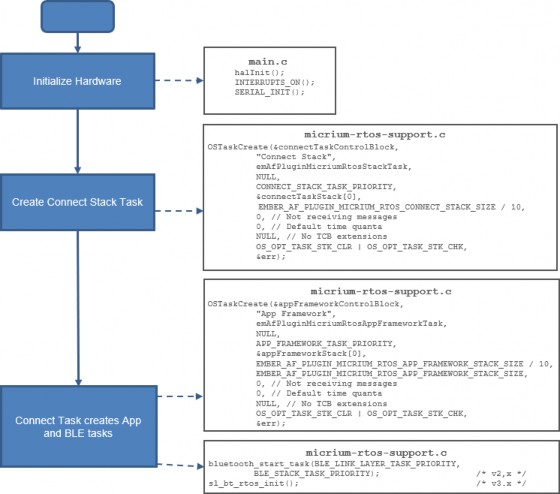 Initialize Hardware
main.c
halInit();
INTERRUPTS_ON();
SERIAL_INIT();
Create Connect Stack Task
micrium-rtos-support.c
OSTaskCreate(&connectTaskControlBlock,
"Connect Stack",
emAfPluginMicriumRtosStackTask,
NULL,
CONNECT_STACK_TASK_PRIORITY,
&connectTaskStack[0],
EMBER_AF_PLUGIN_MICRIUM_RTOS_CONNECT_STACK_SIZE / 10,
0, // Not receiving messages
0, // Default time quanta
NULL, // No TCB extensions
OS_OPT_TASK_STK_CLR | OS_OPT_TASK_STK_CHK,
&err);
Connect Task creates App
and BLE tasks
micrium-rtos-support.c
OSTaskCreate(&appFrameworkControlBlock,
"App Framework",
emAfPluginMicriumRtosAppFrameworkTask,
NULL,
APP_FRAMEWORK_TASK_PRIORITY,
&appFrameworkStack[0],
EMBER_AF_PLUGIN_MICRIUM_RTOS_APP_FRAMEWORK_STACK_SIZE / 10,
EMBER_AF_PLUGIN_MICRIUM_RTOS_APP_FRAMEWORK_STACK_SIZE,
0, // Not receiving messages
0, // Default time quanta
NULL, // No TCB extensions
OS_OPT_TASK_STK_CLR | OS_OPT_TASK_STK_CHK,
&err);
micrium-rtos-support.c
bluetooth_start_task(BLE_LINK_LAYER_TASK_PRIORITY,
BLE_STACK_TASK_PRIORITY); /* v2,x */
sl_bt_rtos_init(); /* v3.x */